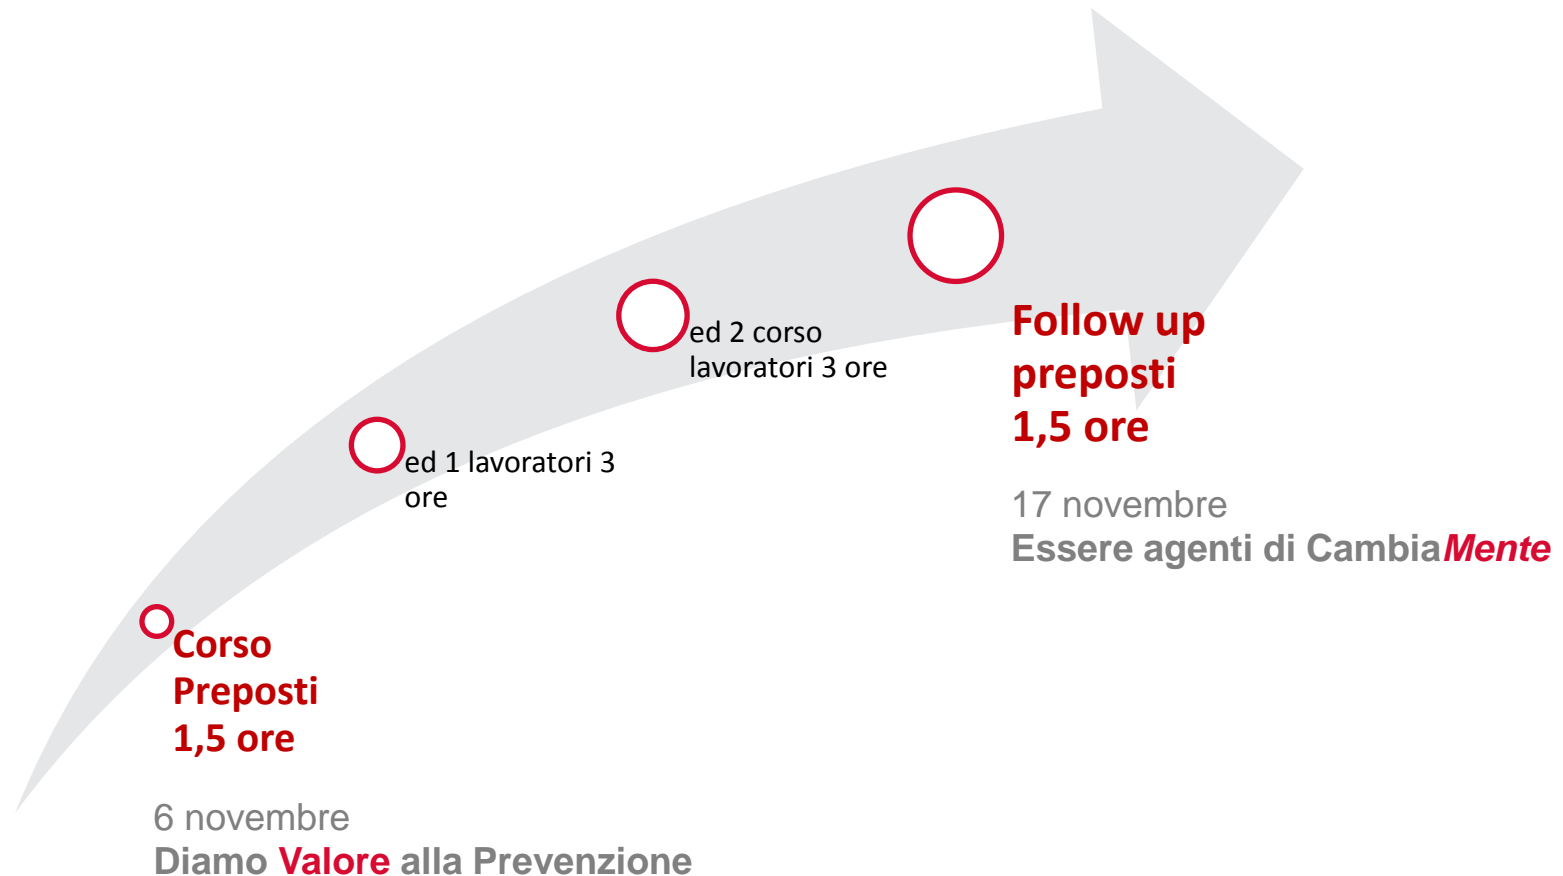 Corso
Preposti
1,5 ore
6 novembre
Diamo Valore alla Prevenzione
ed 1 lavoratori 3
ore
ed 2 corso
lavoratori 3 ore
Follow up
preposti
1,5 ore
17 novembre
Essere agenti di CambiaMente